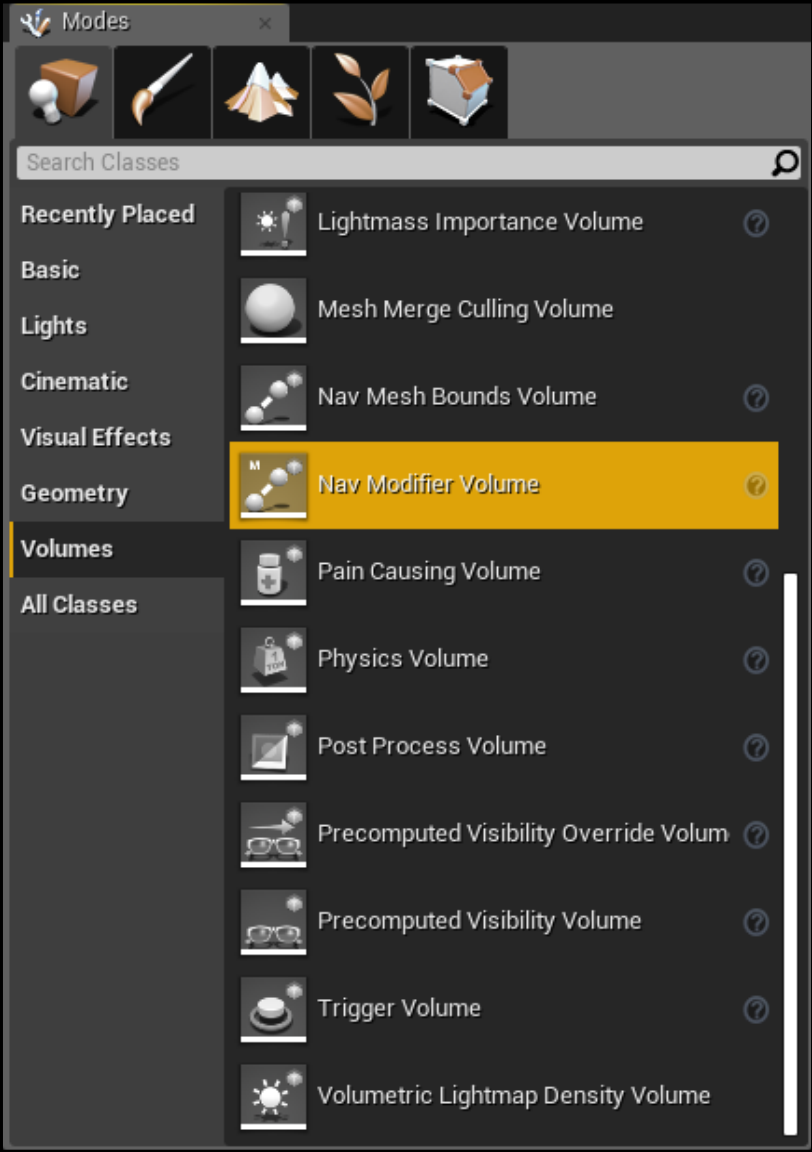 Modes
Search Classes
Recently Placed
Basic
Lights
Cinematic
Visual Effects
Geometry
Volumes
All Classes
Lightmass Importance Volume
Mesh Merge Culling Volume
Nav Mesh Bounds Volume
M
Nav Modifier Volume
Pain Causing Volume
1
TON
Physics Volume
Post Process Volume
Precomputed Visibility Override Volum
Precomputed Visibility Volume
Trigger Volume
Volumetric Lightmap Density Volume